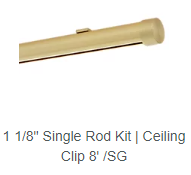 1 1/8" Single Rod Kit | Ceiling
Clip 8' /SG